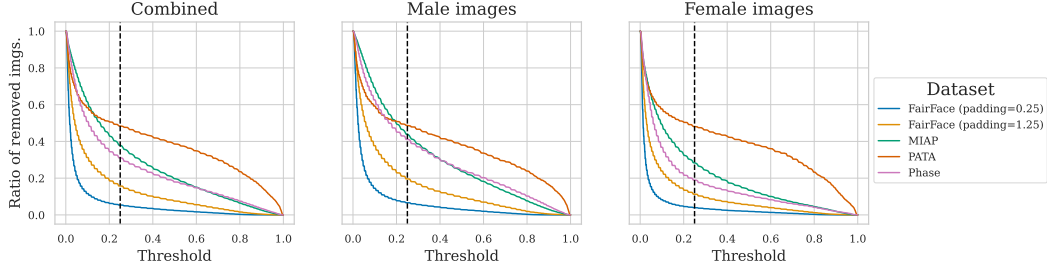 Combined
Male images
Female images
Ratio of removed imgs.
1.0
0.8
0.6
0.4
0.2
0.0
0.0 0.2 0.4 0.6 0.8 1.0
0.0 0.2 0.4 0.6 0.8 1.0
0.0 0.2 0.4 0.6 0.8 1.0
Threshold
Threshold
Threshold
Dataset
FairFace (padding=0.25)
FairFace (padding=1.25)
MIAP
PATA
Phase